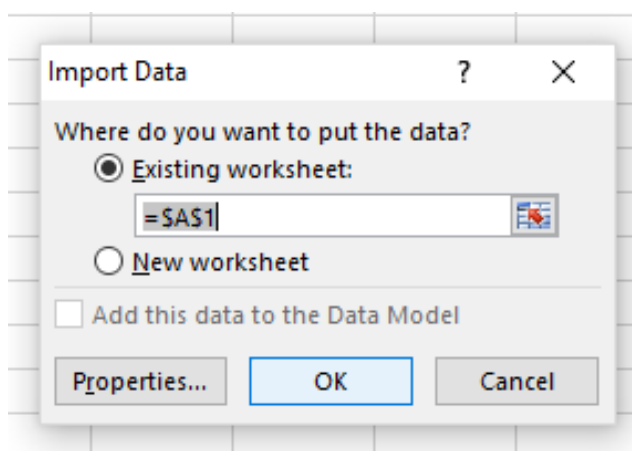 Import Data ?
Where do you want to put the data?
Existing worksheet:
=$A$1
New worksheet
Add this data to the Data Model
Properties... OK Cancel